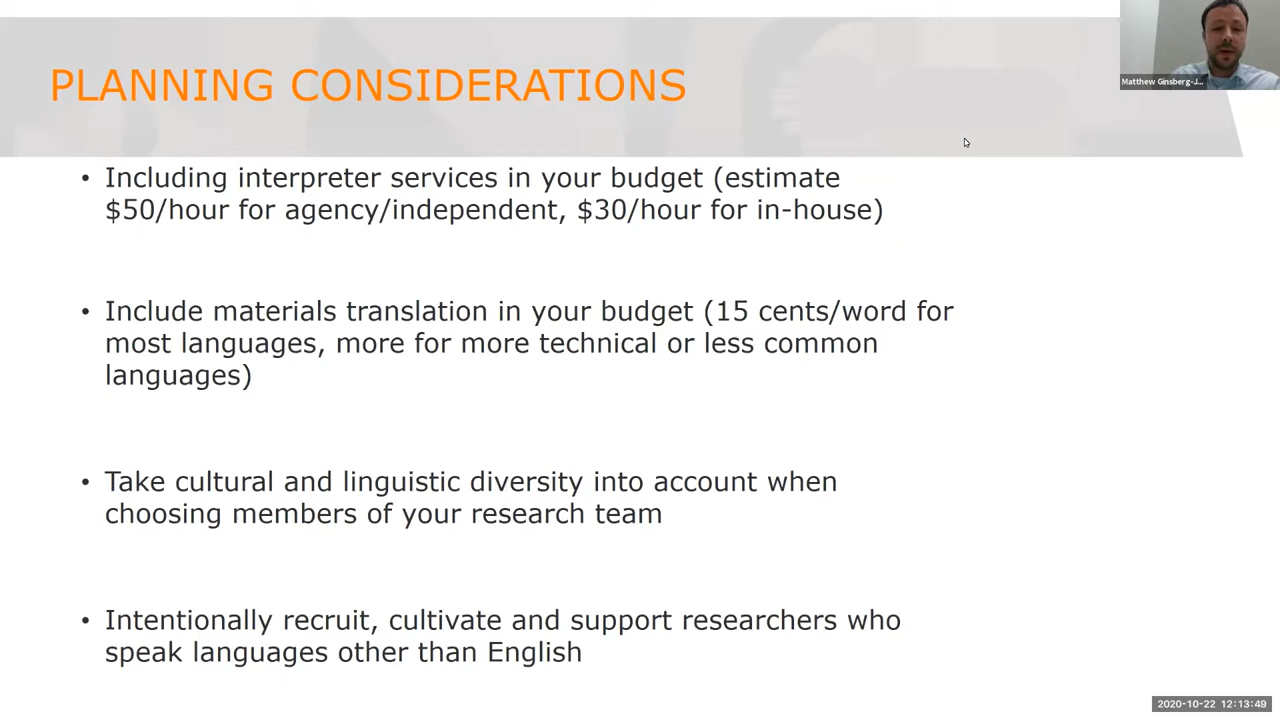 PLANNING CONSIDERATIONS
Matthew Ginsberg-J...
• Including interpreter services in your budget (estimate
$50/hour for agency/independent, $30/hour for in-house)
• Include materials translation in your budget (15 cents/word for
most languages, more for more technical or less common
languages)
• Take cultural and linguistic diversity into account when
choosing members of your research team
• Intentionally recruit, cultivate and support researchers who
speak languages other than English
2020-10-22 12:13:49